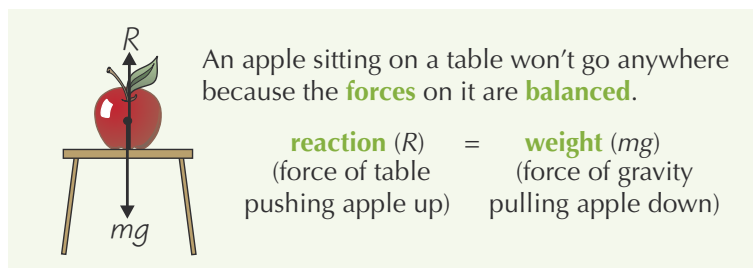 R
An apple sitting on a table won’t go anywhere
because the forces on it are balanced.
reaction (R) = weight (mg)
(force of table (force of gravity
pushing apple up) pulling apple down)
mg